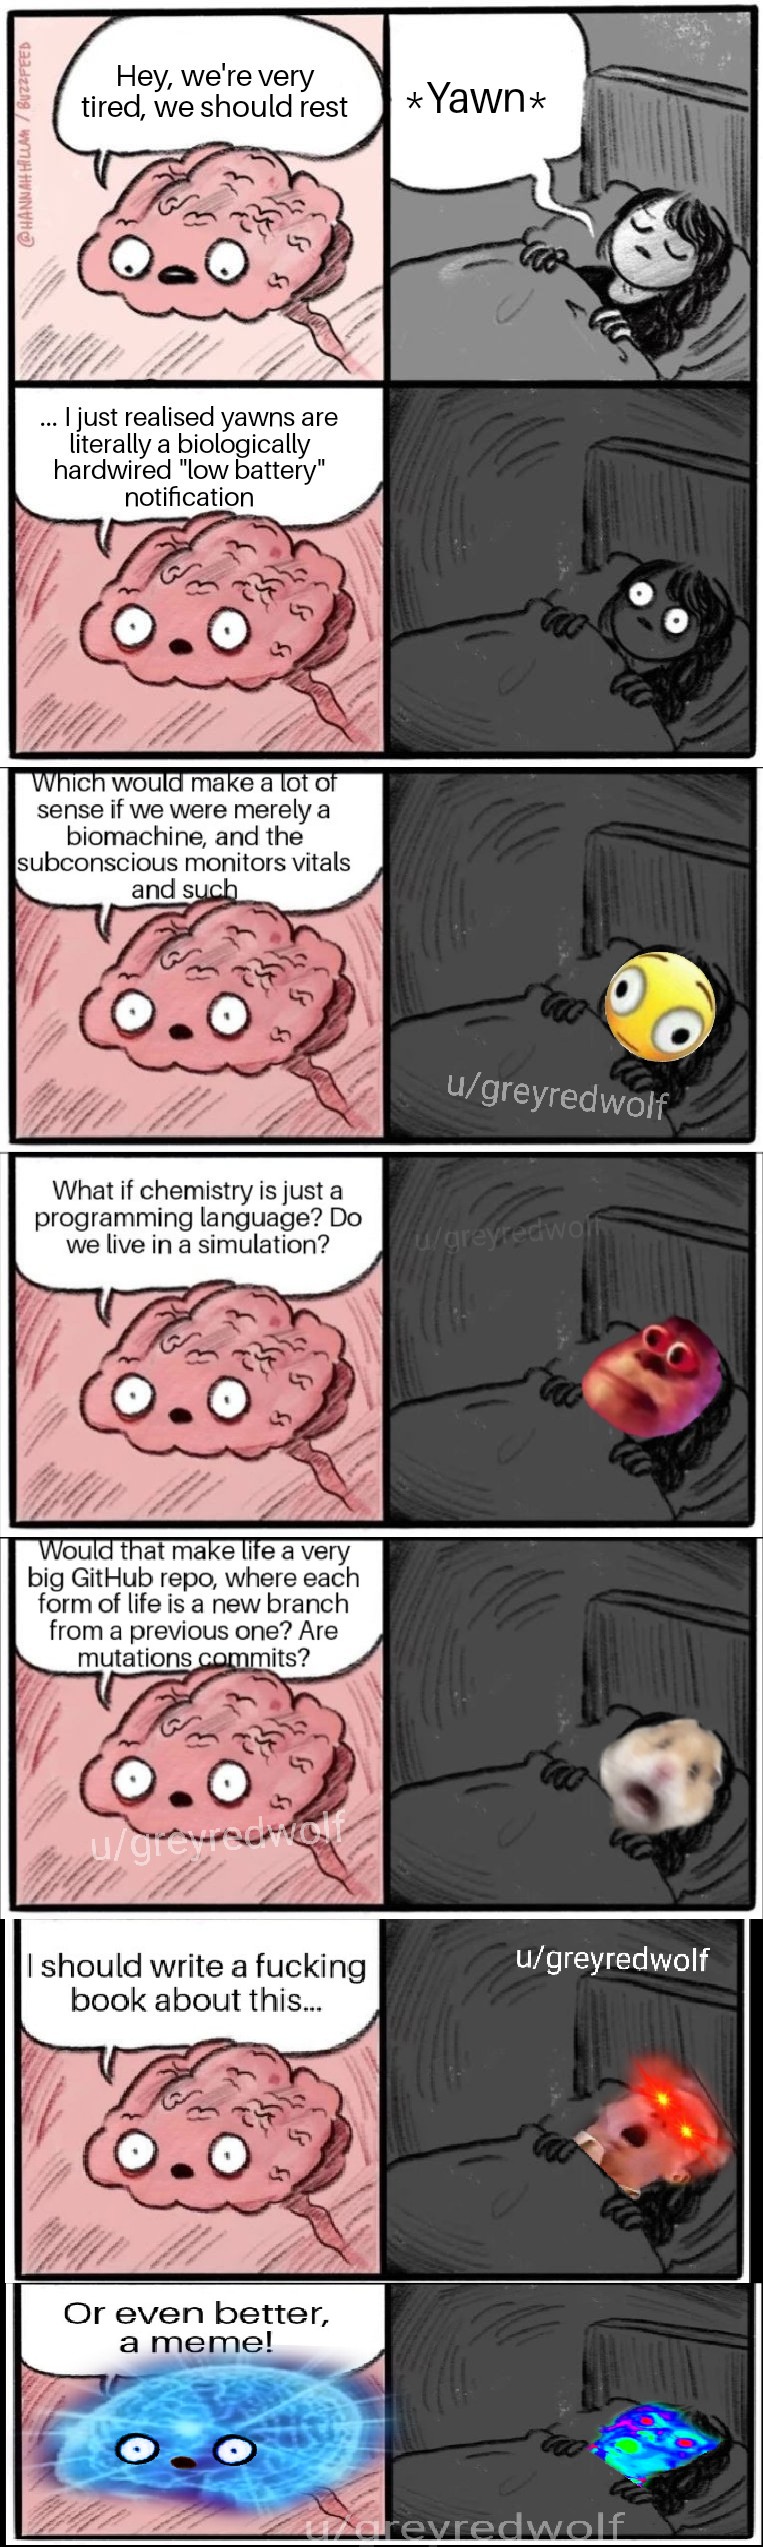 @HANNAHHILLAM / BUZZFEED
Hey, we're very
tired, we should rest
*Yawn*
... I just realised yawns are
literally a biologically
hardwired "low battery"
notification
Which would make a lot of
sense if we were merely a
biomachine, and the
subconscious monitors vitals
and such
u/greyredwolf
What if chemistry is just a
programming language? Do
we live in a simulation?
u/greyredwolf
Would that make life a very
big GitHub repo, where each
form of life is a new branch
from a previous one? Are
mutations commits?
u/greyredwolf
I should write a fucking
book about this...
u/greyredwolf
Or even better,
a meme!
u/greyredwolf